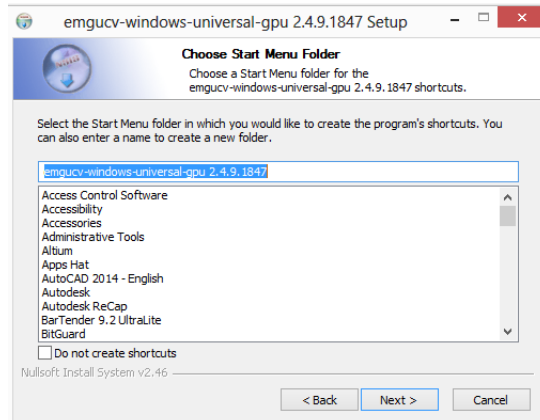 emgucv-windows-universal-gpu 2.4.9.1847 Setup
Choose Start Menu Folder
Choose a Start Menu folder for the
emgucv-windows-universal-gpu 2.4.9.1847 shortcuts.
Select the Start Menu folder in which you would like to create the program's shortcuts. You
can also enter a name to create a new folder.
emgucv-windows-universal-gpu 2.4.9.1847
Access Control Software
Accessibility
Accessories
Administrative Tools
Altium
Apps Hat
AutoCAD 2014 - English
Autodesk
Autodesk ReCap
BarTender 9.2 UltraLite
BitGuard
Do not create shortcuts
Nullsoft Install System v2.46
< Back Next > Cancel